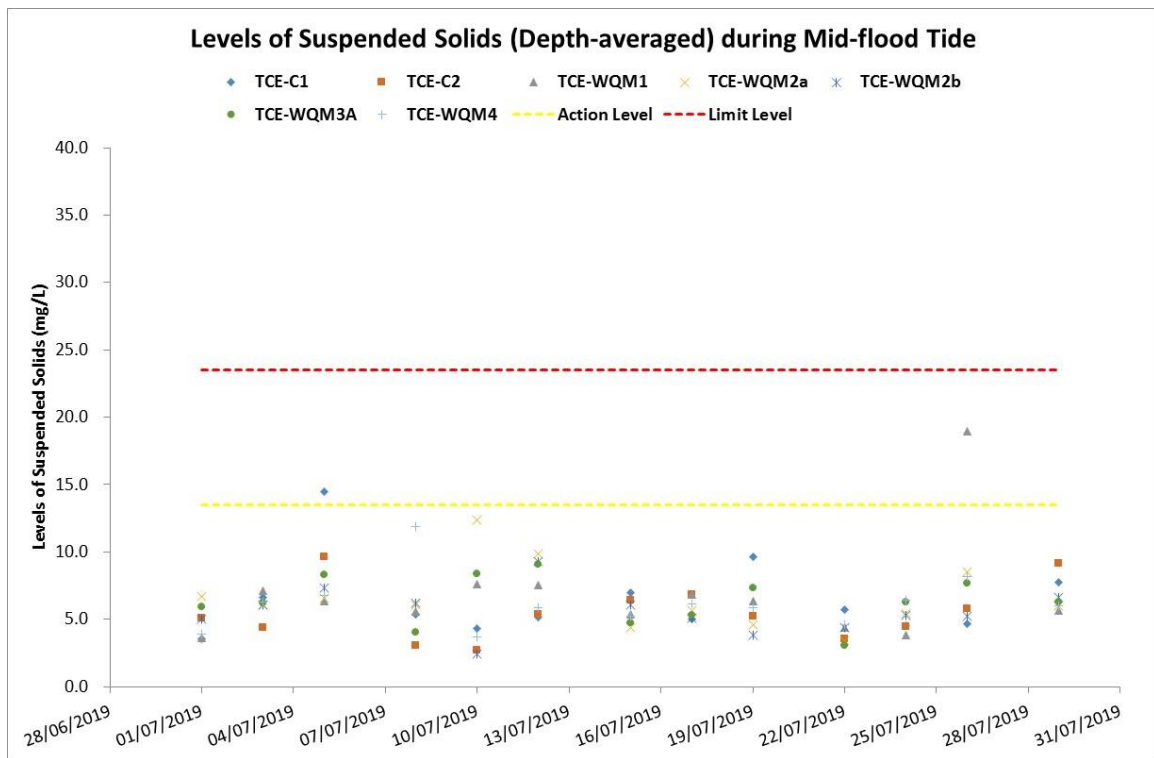 Levels of Suspended Solids (Depth-averaged) during Mid-flood Tide
TCE-C1 TCE-C2 TCE-WQM1 TCE-WQM2a TCE-WQM2b
TCE-WQM3A TCE-WQM4 Action Level Limit Level
Levels of Suspended Solids (mg/L)
40.0
35.0
30.0
25.0
20.0
15.0
10.0
5.0
0.0
28/06/2019 01/07/2019 04/07/2019 07/07/2019 10/07/2019 13/07/2019 16/07/2019 19/07/2019 22/07/2019 25/07/2019 28/07/2019 31/07/2019